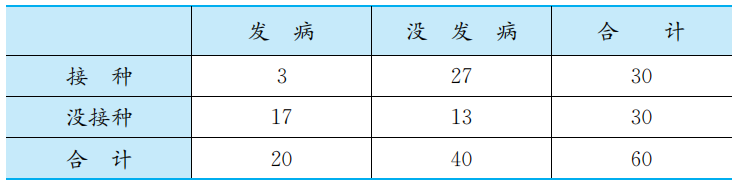 发 病 没 发 病 合 计
接 种 3 27 30
没接种 17 13 30
合 计 20 40 60